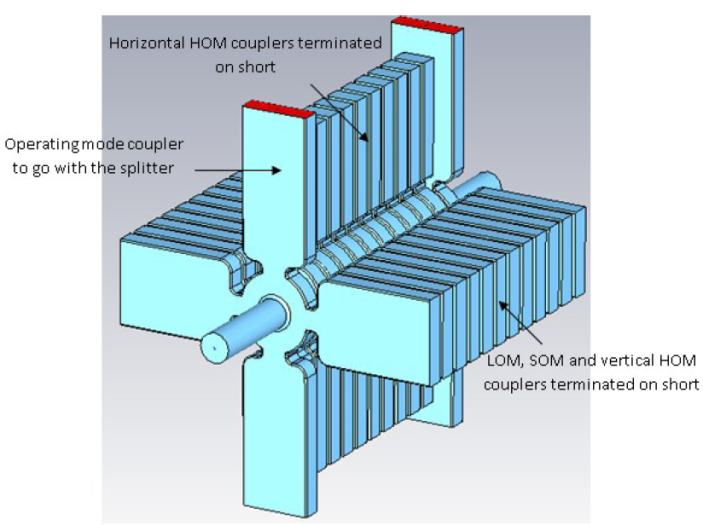 Horizontal HOM couplers terminated
on short
Operating mode coupler
to go with the splitter
LOM, SOM and vertical HOM
couplers terminated on short